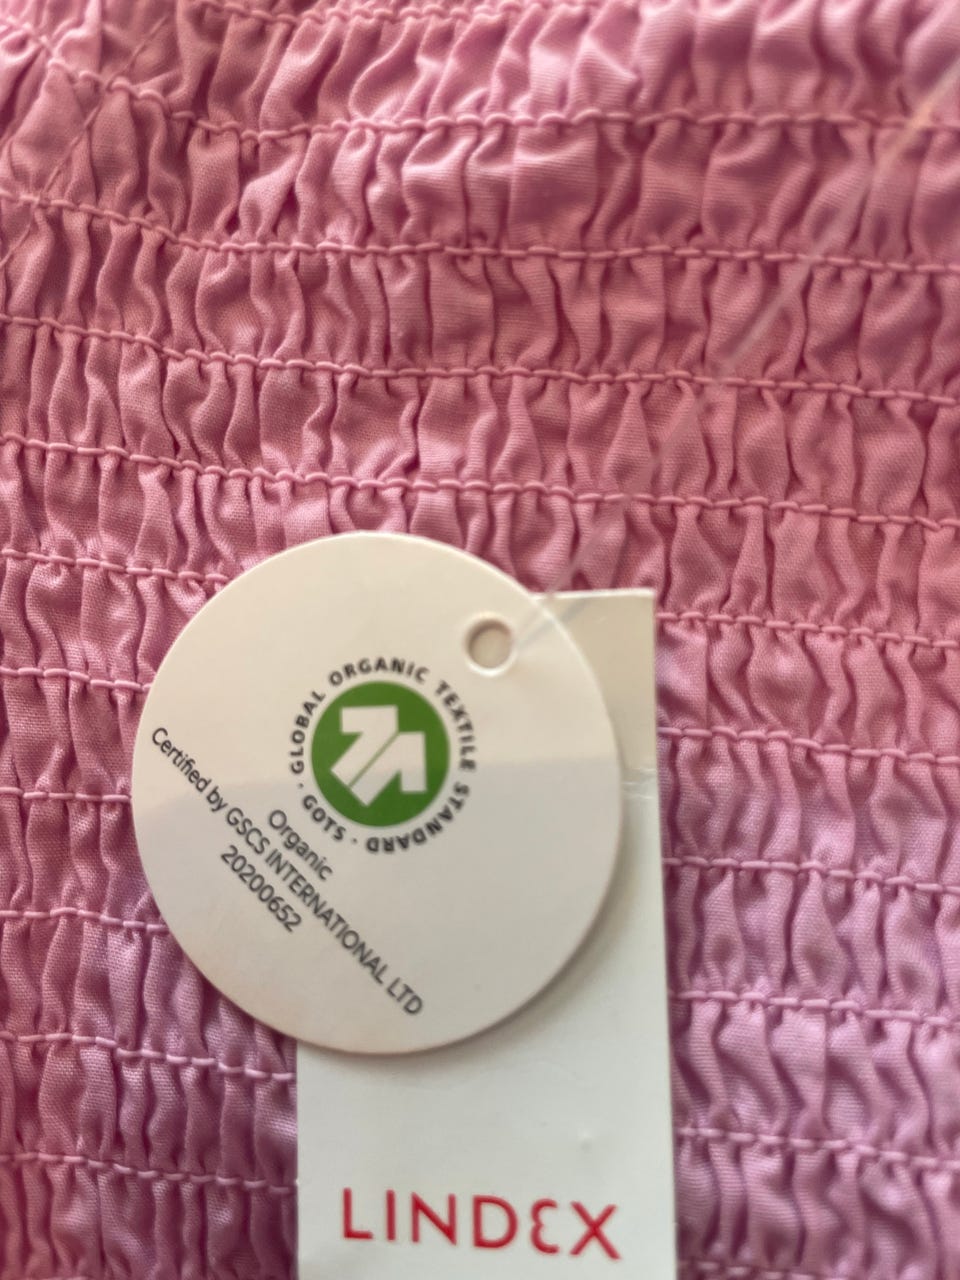 GLOBAL ORGANIC TEXTILE STANDARD · GOTS ·
Organic
Certified by GSCS INTERNATIONAL LTD
20200652
LINDEX